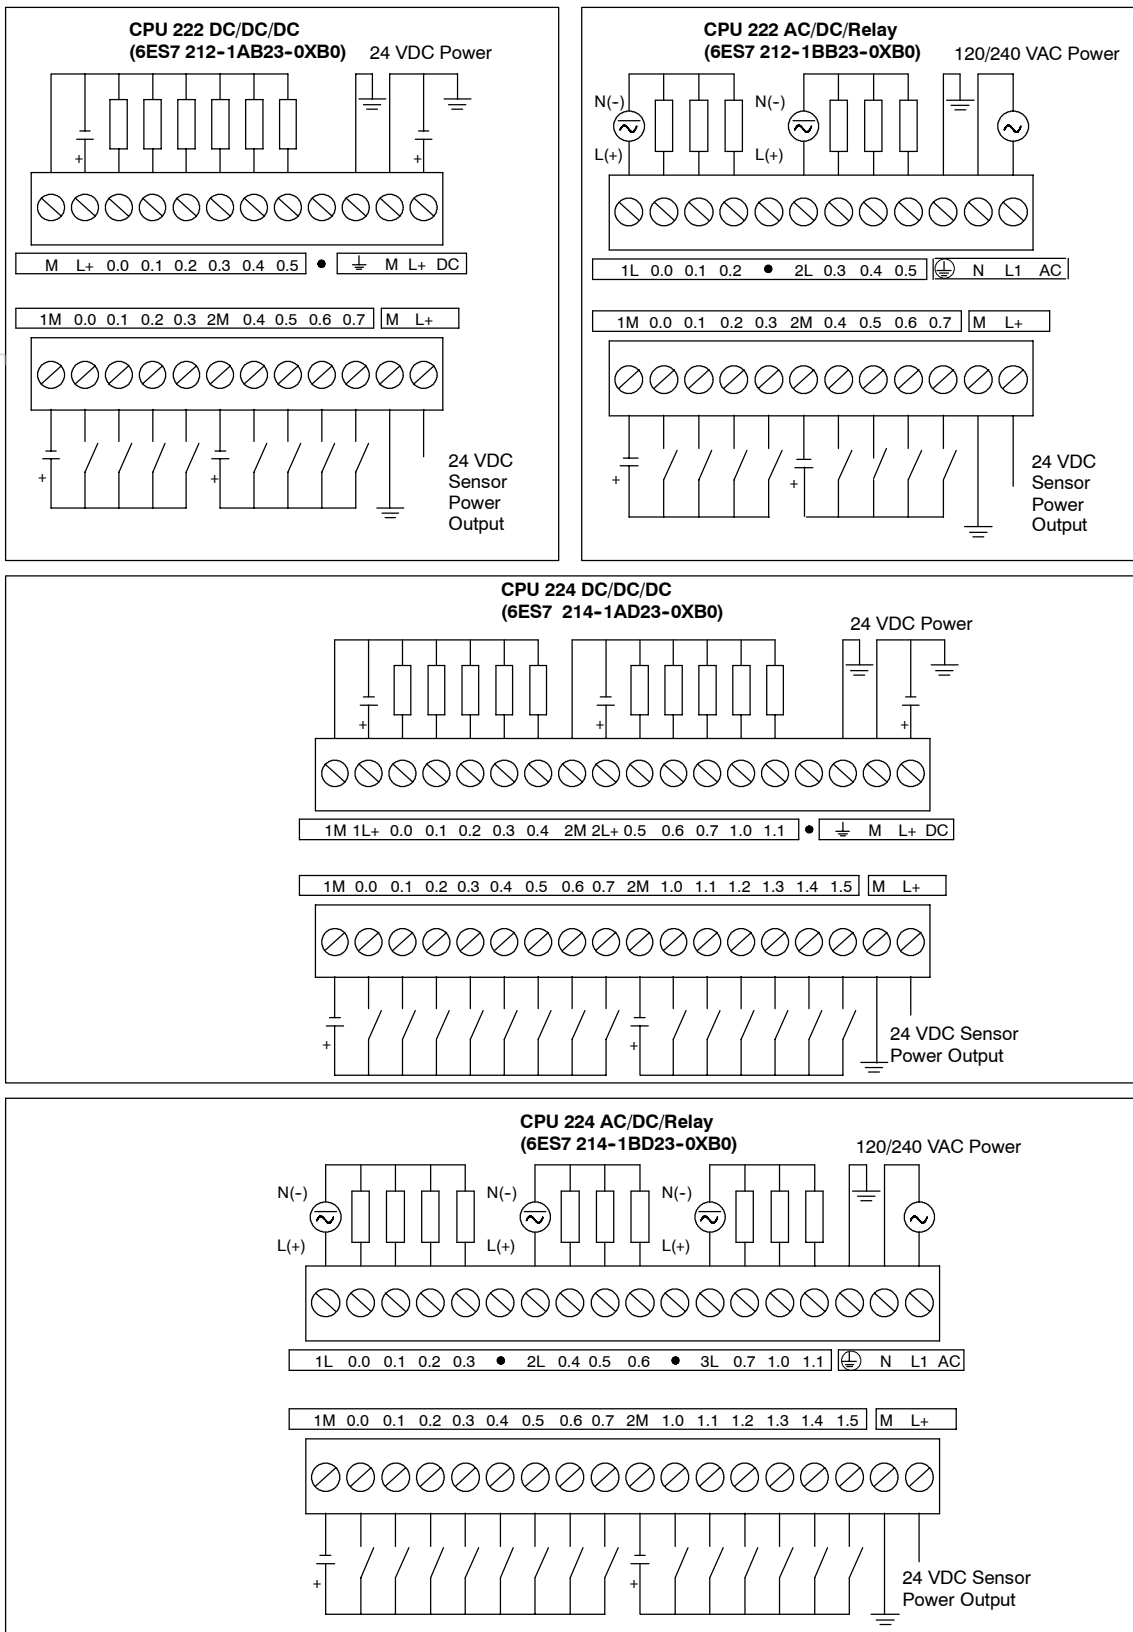 CPU 222 DC/DC/DC
(6ES7 212-1AB23-0XB0)
24 VDC Power
+
+
M L+ 0.0 0.1 0.2 0.3 0.4 0.5 • ⏚ M L+ DC
1M 0.0 0.1 0.2 0.3 2M 0.4 0.5 0.6 0.7 M L+
+
+
24 VDC
Sensor
Power
Output
CPU 222 AC/DC/Relay
(6ES7 212-1BB23-0XB0)
120/240 VAC Power
N(-)
N(-)
L(+)
L(+)
1L 0.0 0.1 0.2 • 2L 0.3 0.4 0.5 ⏚ N L1 AC
1M 0.0 0.1 0.2 0.3 2M 0.4 0.5 0.6 0.7 M L+
+
+
24 VDC
Sensor
Power
Output
CPU 224 DC/DC/DC
(6ES7 214-1AD23-0XB0)
24 VDC Power
+
+
+
1M 1L+ 0.0 0.1 0.2 0.3 0.4 2M 2L+ 0.5 0.6 0.7 1.0 1.1 • ⏚ M L+ DC
1M 0.0 0.1 0.2 0.3 0.4 0.5 0.6 0.7 2M 1.0 1.1 1.2 1.3 1.4 1.5 M L+
+
+
24 VDC Sensor
Power Output
CPU 224 AC/DC/Relay
(6ES7 214-1BD23-0XB0)
120/240 VAC Power
N(-)
N(-)
N(-)
L(+)
L(+)
L(+)
1L 0.0 0.1 0.2 0.3 • 2L 0.4 0.5 0.6 • 3L 0.7 1.0 1.1 ⏚ N L1 AC
1M 0.0 0.1 0.2 0.3 0.4 0.5 0.6 0.7 2M 1.0 1.1 1.2 1.3 1.4 1.5 M L+
+
+
24 VDC Sensor
Power Output